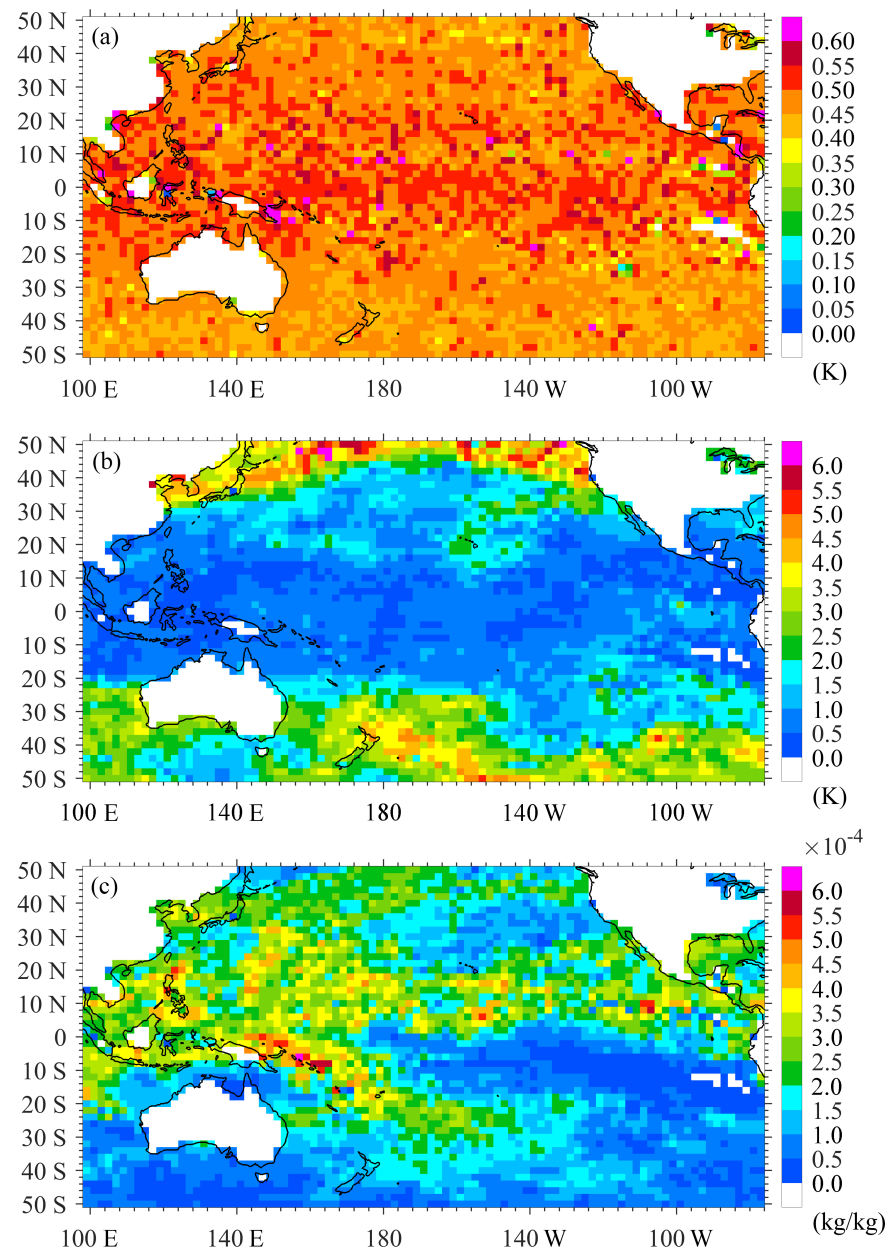 (a)
50 N
40 N
30 N
20 N
10 N
0
10 S
20 S
30 S
40 S
50 S
100 E 140 E 180 140 W 100 W
0.60
0.55
0.50
0.45
0.40
0.35
0.30
0.25
0.20
0.15
0.10
0.05
0.00
(K)
(b)
50 N
40 N
30 N
20 N
10 N
0
10 S
20 S
30 S
40 S
50 S
100 E 140 E 180 140 W 100 W
6.0
5.5
5.0
4.5
4.0
3.5
3.0
2.5
2.0
1.5
1.0
0.5
0.0
(K)
(c)
50 N
40 N
30 N
20 N
10 N
0
10 S
20 S
30 S
40 S
50 S
100 E 140 E 180 140 W 100 W
×10⁻⁴
6.0
5.5
5.0
4.5
4.0
3.5
3.0
2.5
2.0
1.5
1.0
0.5
0.0
(kg/kg)